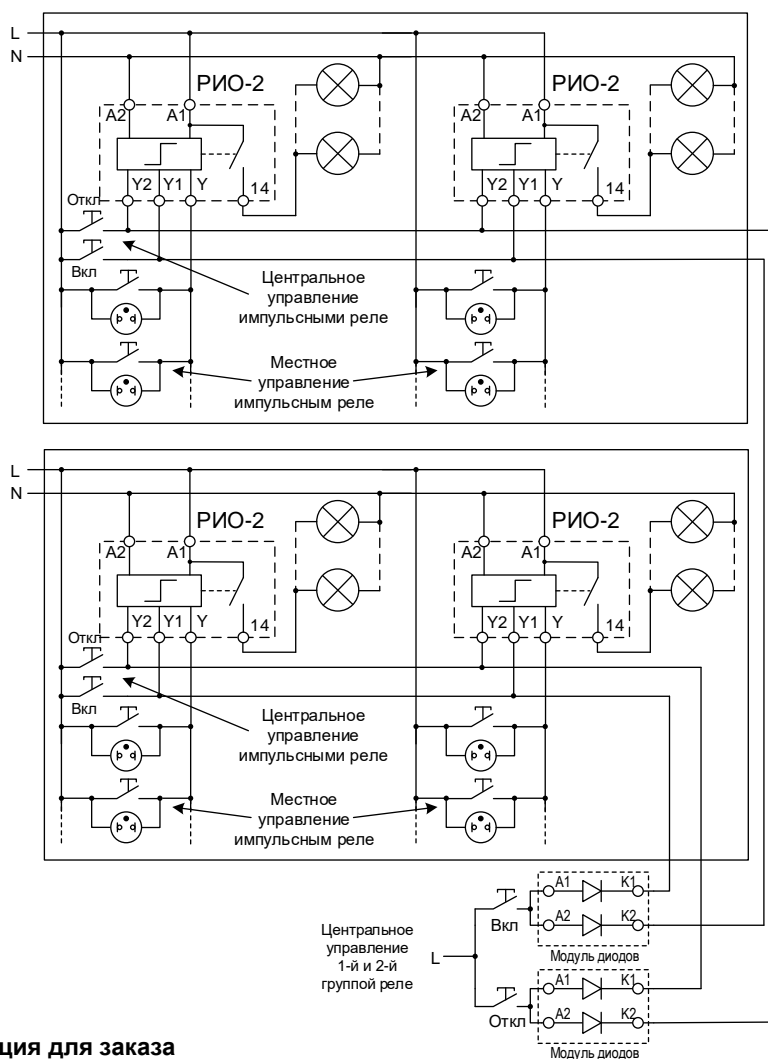 L
N
РИО-2
РИО-2
A2
A1
A2
A1
Y2
Y1
Y
14
Y2
Y1
Y
14
Откл
Вкл
Центральное
управление
импульсными реле
Местное
управление
импульсным реле
L
N
РИО-2
РИО-2
A2
A1
A2
A1
Y2
Y1
Y
14
Y2
Y1
Y
14
Откл
Вкл
Центральное
управление
импульсными реле
Местное
управление
импульсным реле
A1
K1
Вкл
A2
K2
Модуль диодов
Центральное
управление
1-й и 2-й
группой реле
L
A1
K1
Откл
A2
K2
Модуль диодов
ция для заказа